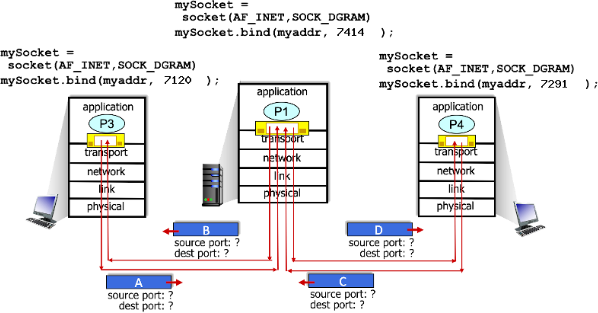 mySocket =
socket(AF_INET,SOCK_DGRAM)
mySocket.bind(myaddr, 7414 );
mySocket =
socket(AF_INET,SOCK_DGRAM)
mySocket.bind(myaddr, 7120 );
mySocket =
socket(AF_INET,SOCK_DGRAM)
mySocket.bind(myaddr, 7291 );
application
P3
transport
network
link
physical
application
P1
transport
network
link
physical
application
P4
transport
network
link
physical
B
source port: ?
dest port: ?
D
source port: ?
dest port: ?
A
source port: ?
dest port: ?
C
source port: ?
dest port: ?